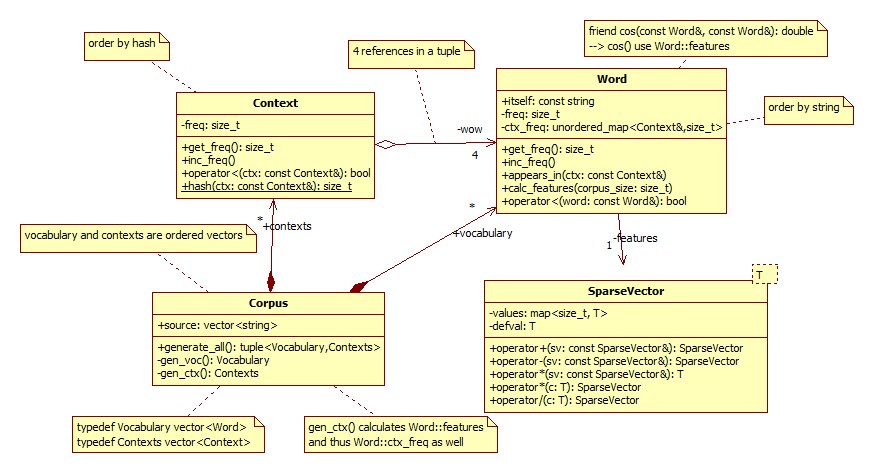 friend cos(const Word&, const Word&): double
--> cos() use Word::features
order by hash
4 references in a tuple
Word
+itself: const string
-freq: size_t
-ctx_freq: unordered_map<Context&,size_t>
+get_freq(): size_t
+inc_freq()
+appears_in(ctx: const Context&)
+calc_features(corpus_size: size_t)
+operator<(word: const Word&): bool
order by string
Context
-freq: size_t
+get_freq(): size_t
+inc_freq()
+operator<(ctx: const Context&): bool
+hash(ctx: const Context&): size_t
-wow
4
*
+contexts
*
+vocabulary
1
-features
vocabulary and contexts are ordered vectors
Corpus
+source: vector<string>
+generate_all(): tuple<Vocabulary,Contexts>
-gen_voc(): Vocabulary
-gen_ctx(): Contexts
T
SparseVector
-values: map<size_t, T>
-defval: T
+operator+(sv: const SparseVector&): SparseVector
+operator-(sv: const SparseVector&): SparseVector
+operator*(sv: const SparseVector&): T
+operator*(c: T): SparseVector
+operator/(c: T): SparseVector
typedef Vocabulary vector<Word>
typedef Contexts vector<Context>
gen_ctx() calculates Word::features
and thus Word::ctx_freq as well